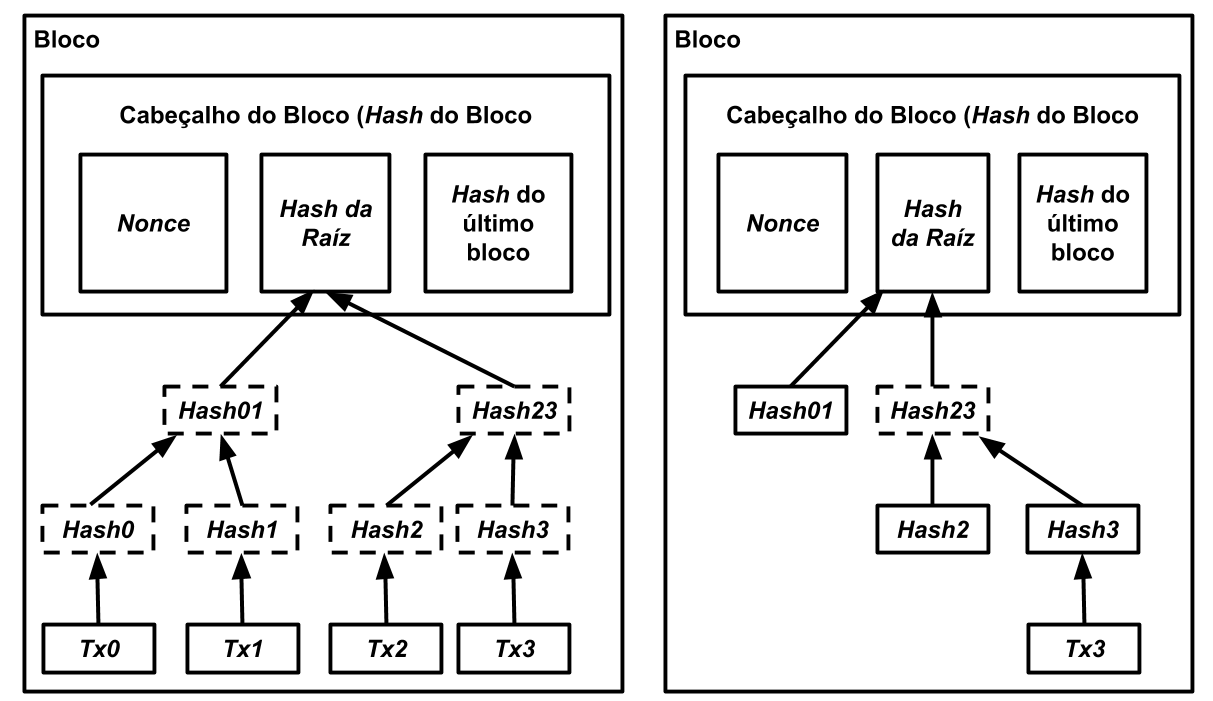 Bloco
Cabeçalho do Bloco (Hash do Bloco
Nonce
Hash da
Raíz
Hash do
último
bloco
Hash01
Hash23
Hash0
Hash1
Hash2
Hash3
Tx0
Tx1
Tx2
Tx3
Bloco
Cabeçalho do Bloco (Hash do Bloco
Nonce
Hash
da Raíz
Hash do
último
bloco
Hash01
Hash23
Hash2
Hash3
Tx3